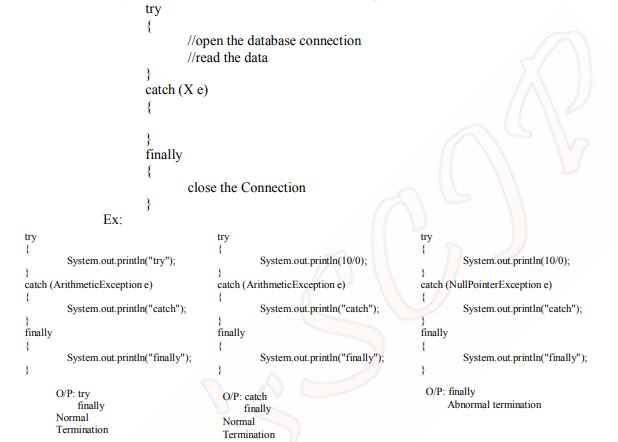 try
{
//open the database connection
//read the data
}
catch (X e)
{
}
finally
{
close the Connection
}
Ex:
try
{
System.out.println("try");
}
catch (ArithmeticException e)
{
System.out.println("catch");
}
finally
{
System.out.println("finally");
}
O/P: try
finally
Normal
Termination
try
{
System.out.println(10/0);
}
catch (ArithmeticException e)
{
System.out.println("catch");
}
finally
{
System.out.println("finally");
}
O/P: catch
finally
Normal
Termination
try
{
System.out.println(10/0);
}
catch (NullPointerException e)
{
System.out.println("catch");
}
finally
{
System.out.println("finally");
}
O/P: finally
Abnormal termination